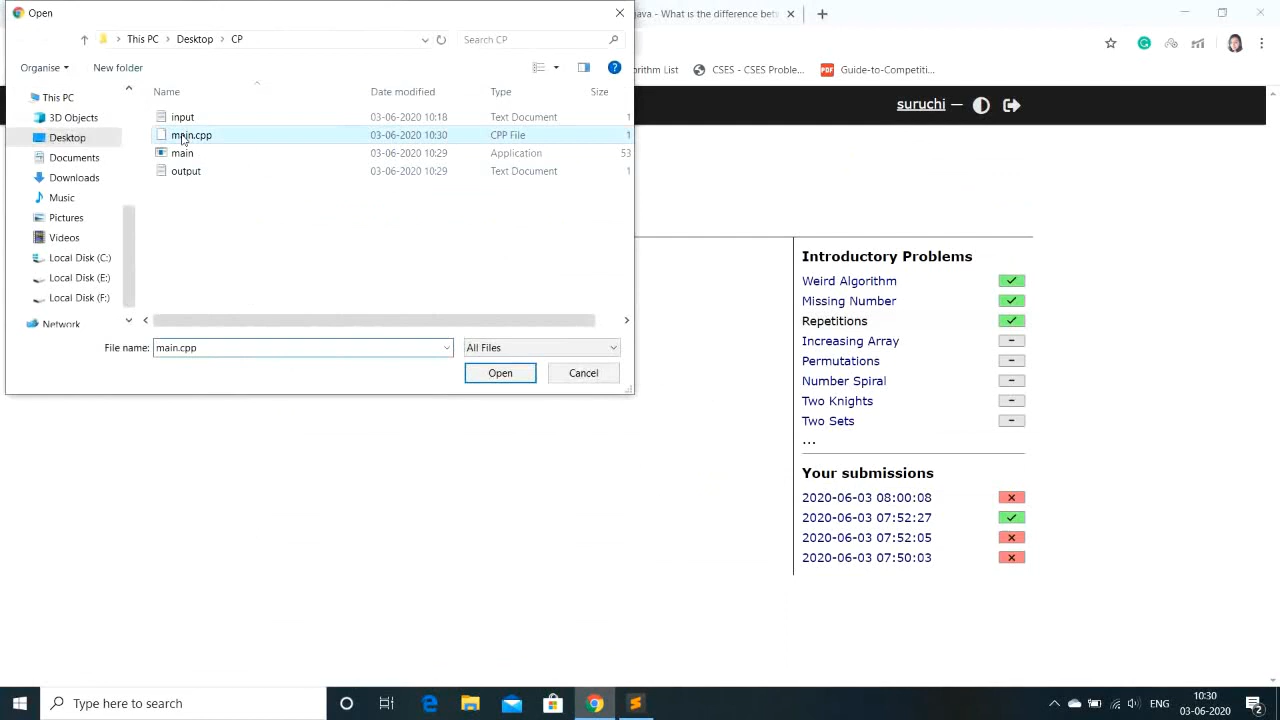 Open
java - What is the difference bet
This PC > Desktop > CP
Search CP
Organise
New folder
Name
Date modified
Type
Size
This PC
3D Objects
Desktop
Documents
Downloads
Music
Pictures
Videos
Local Disk (C:)
Local Disk (E:)
Local Disk (F:)
Network
input 03-06-2020 10:18 Text Document 1
main.cpp 03-06-2020 10:30 CPP File 1
main 03-06-2020 10:29 Application 53
output 03-06-2020 10:29 Text Document 1
File name: main.cpp
All Files
Open
Cancel
orithm List
CSES - CSES Proble...
PDF Guide-to-Competiti...
suruchi —
Introductory Problems
Weird Algorithm
Missing Number
Repetitions
Increasing Array
Permutations
Number Spiral
Two Knights
Two Sets
...
Your submissions
2020-06-03 08:00:08
2020-06-03 07:52:27
2020-06-03 07:52:05
2020-06-03 07:50:03
Type here to search
ENG
10:30
03-06-2020
2